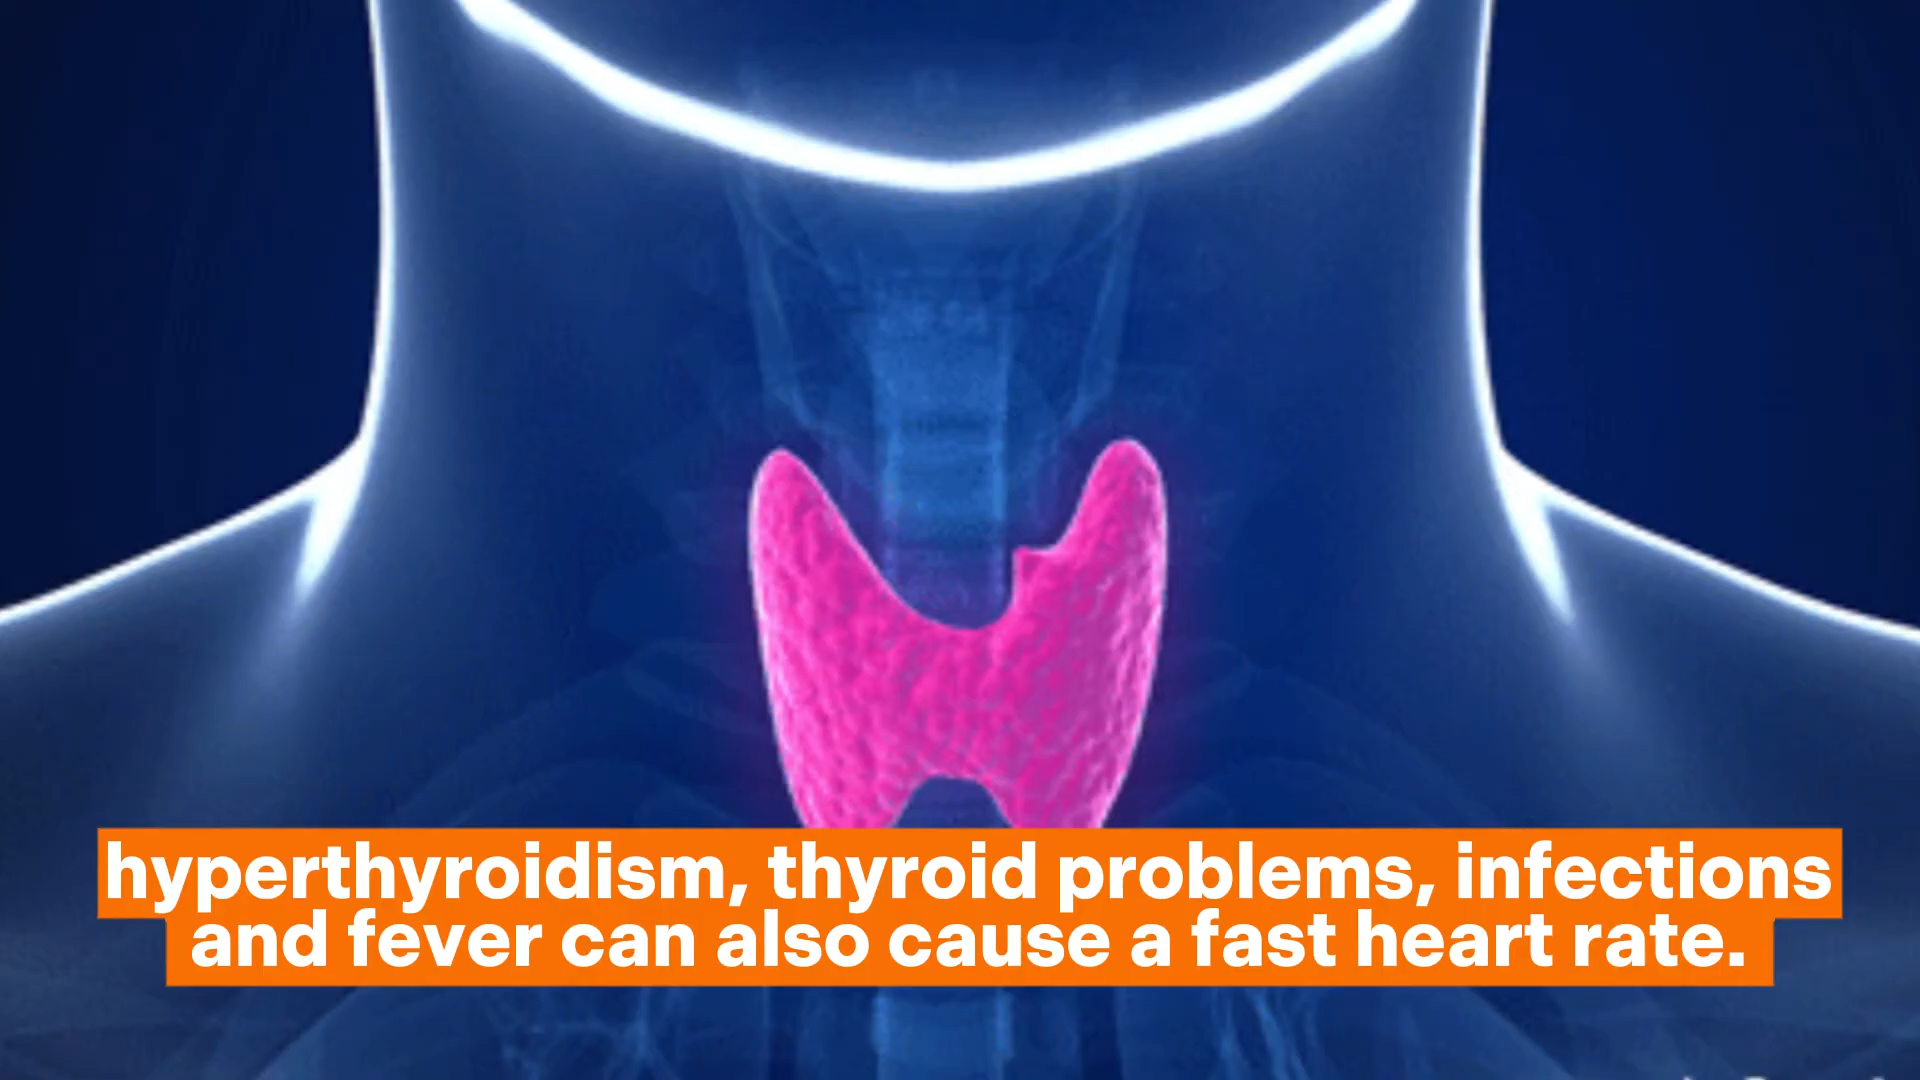 hyperthyroidism, thyroid problems, infections
and fever can also cause a fast heart rate.